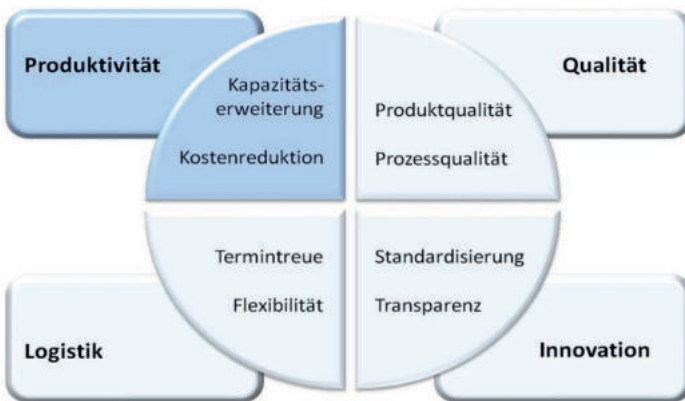 Produktivität
Kapazitäts-
erweiterung
Kostenreduktion
Qualität
Produktqualität
Prozessqualität
Termintreue
Flexibilität
Logistik
Standardisierung
Transparenz
Innovation